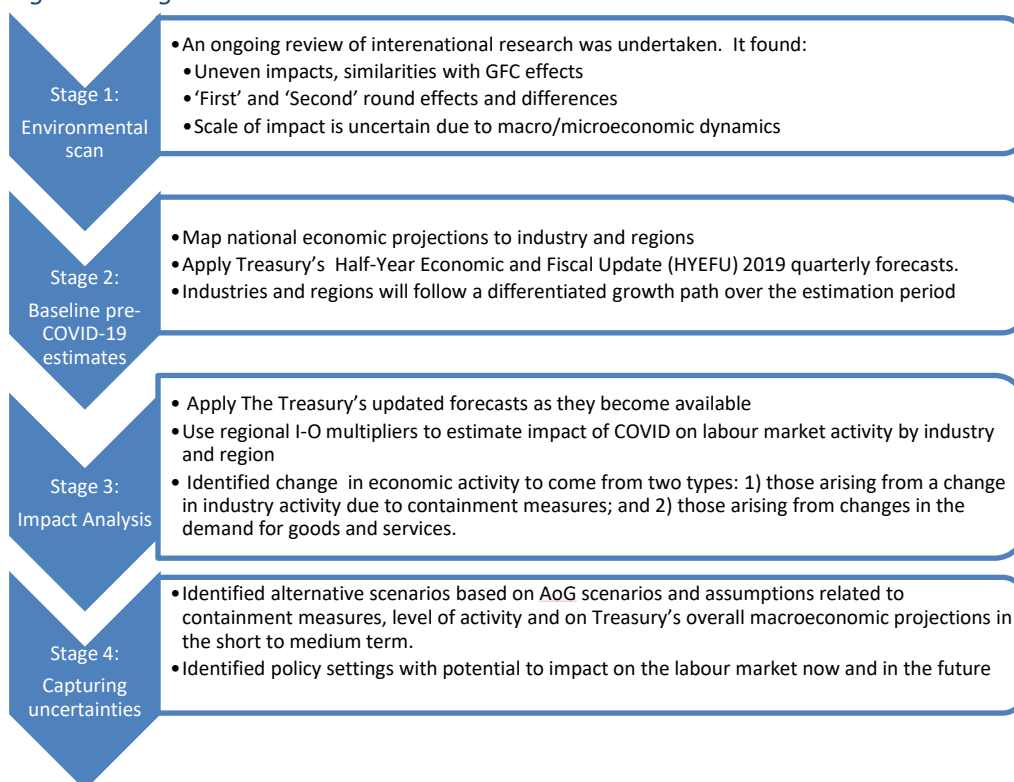 Stage 1:
Environmental
scan
•An ongoing review of interenational research was undertaken.  It found:
•Uneven impacts, similarities with GFC effects
•‘First’ and ‘Second’ round effects and differences
•Scale of impact is uncertain due to macro/microeconomic dynamics
Stage 2:
Baseline pre-
COVID-19
estimates
•Map national economic projections to industry and regions
•Apply Treasury’s  Half-Year Economic and Fiscal Update (HYEFU) 2019 quarterly forecasts.
•Industries and regions will follow a differentiated growth path over the estimation period
Stage 3:
Impact Analysis
• Apply The Treasury’s updated forecasts as they become available
•Use regional I-O multipliers to estimate impact of COVID on labour market activity by industry
and region
• Identified change  in economic activity to come from two types: 1) those arising from a change
in industry activity due to containment measures; and 2) those arising from changes in the
demand for goods and services.
Stage 4:
Capturing
uncertainties
•Identified alternative scenarios based on AoG scenarios and assumptions related to
containment measures, level of activity and on Treasury’s overall macroeconomic projections in
the short to medium term.
•Identified policy settings with potential to impact on the labour market now and in the future